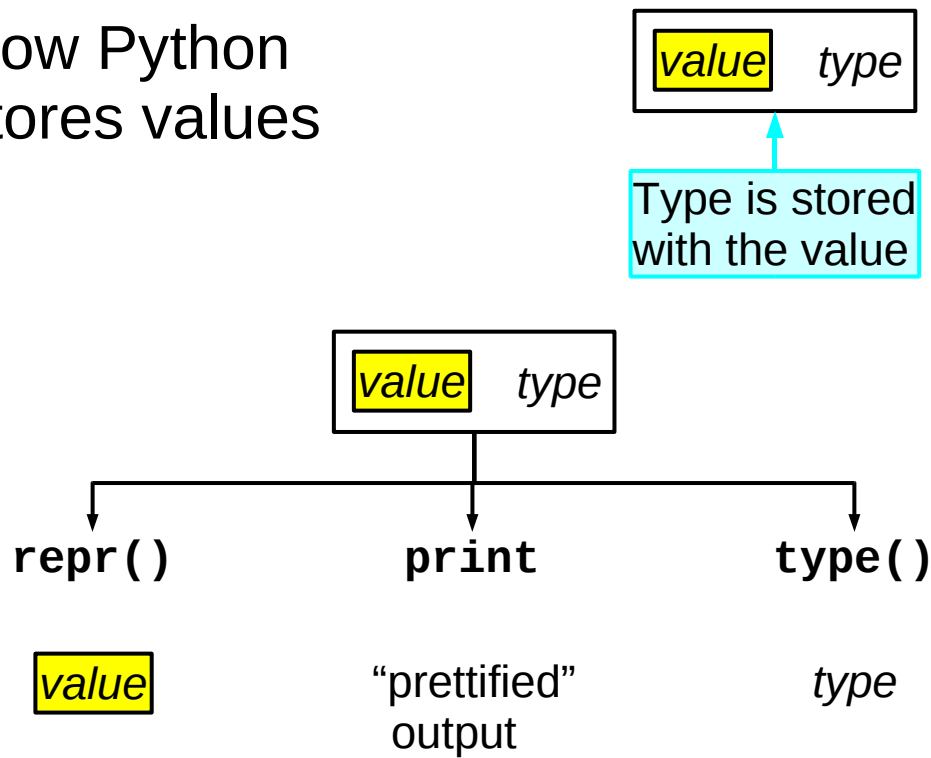 ow Python
tores values
value type
Type is stored
with the value
value type
repr() print type()
value “prettified” type
output